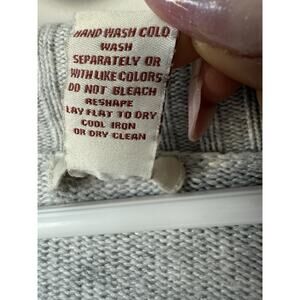 HAND WASH COLD
WASH
SEPARATELY OR
WITH LIKE COLORS
DO NOT BLEACH
RESHAPE
LAY FLAT TO DRY
COOL IRON
OR DRY CLEAN